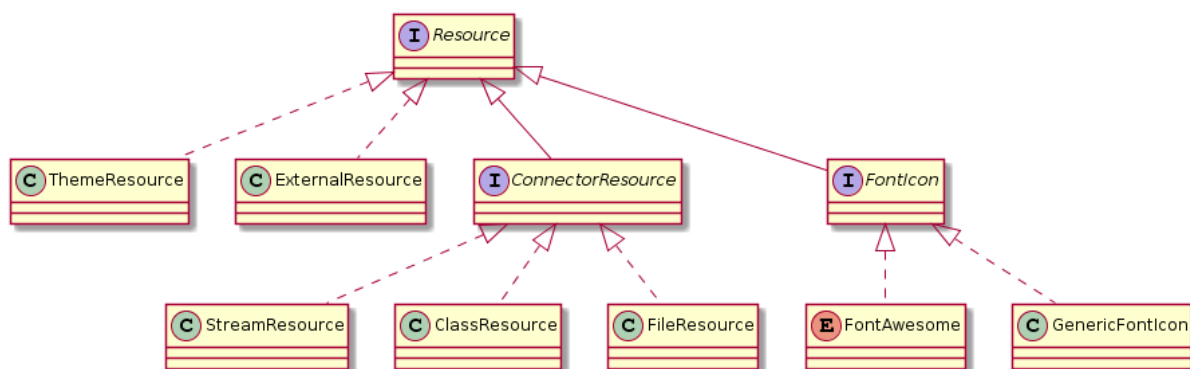 I Resource
C ThemeResource
C ExternalResource
I ConnectorResource
I FontIcon
C StreamResource
C ClassResource
C FileResource
E FontAwesome
C GenericFontIcon